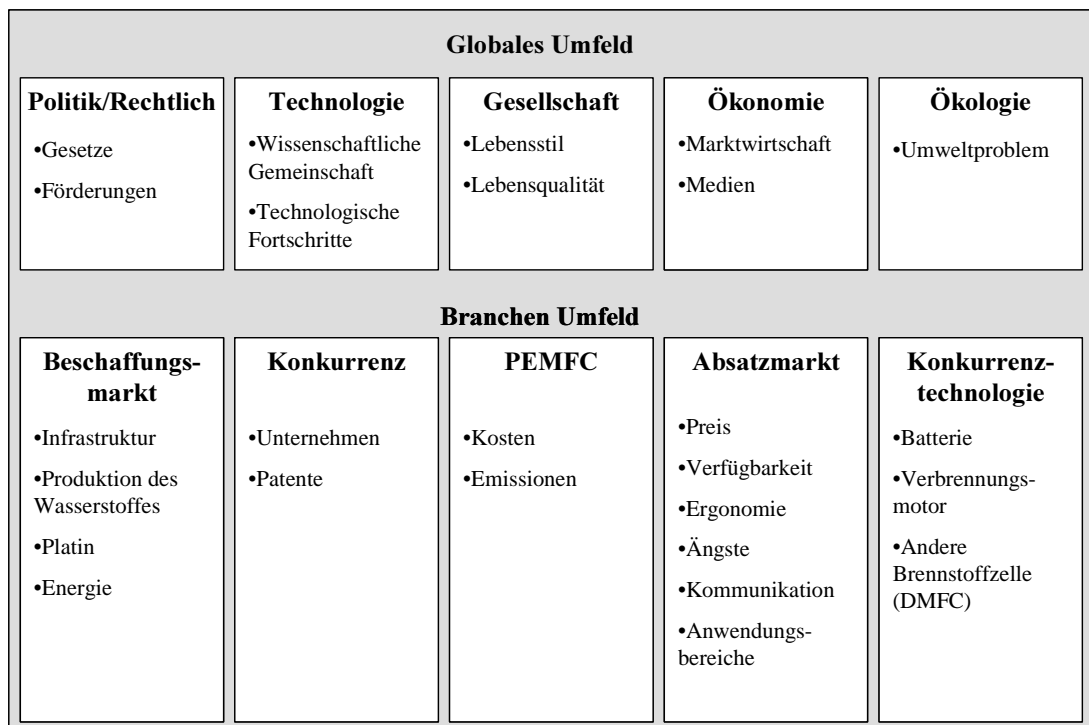 Globales Umfeld
Politik/Rechtlich
•Gesetze
•Förderungen
Technologie
•Wissenschaftliche
Gemeinschaft
•Technologische
Fortschritte
Gesellschaft
•Lebensstil
•Lebensqualität
Ökonomie
•Marktwirtschaft
•Medien
Ökologie
•Umweltproblem
Branchen Umfeld
Beschaffungs-
markt
•Infrastruktur
•Produktion des
Wasserstoffes
•Platin
•Energie
Konkurrenz
•Unternehmen
•Patente
PEMFC
•Kosten
•Emissionen
Absatzmarkt
•Preis
•Verfügbarkeit
•Ergonomie
•Ängste
•Kommunikation
•Anwendungs-
bereiche
Konkurrenz-
technologie
•Batterie
•Verbrennungs-
motor
•Andere
Brennstoffzelle
(DMFC)